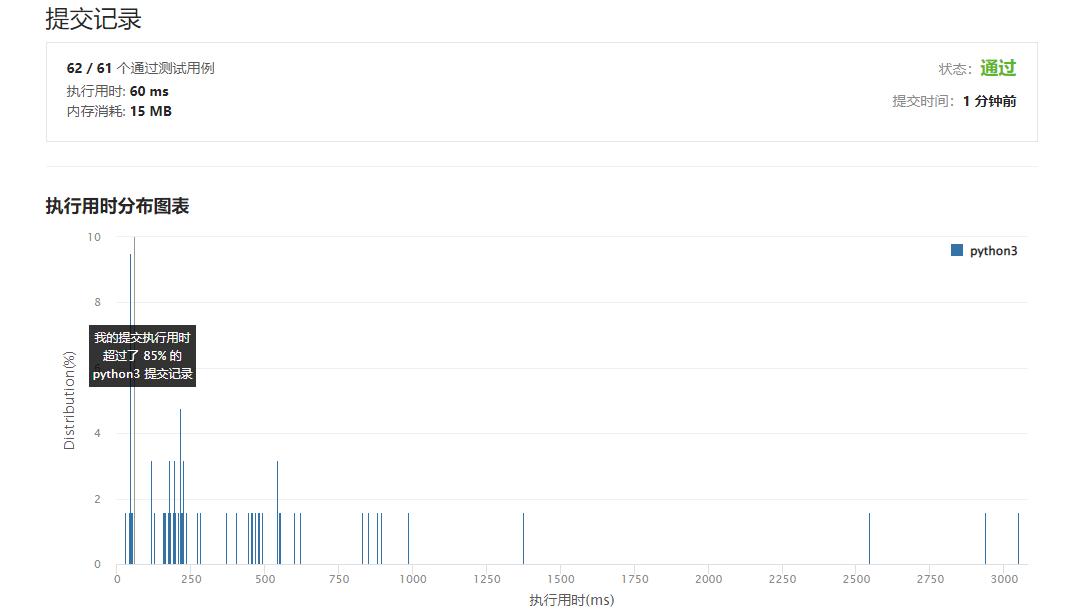 提交记录
62 / 61 个通过测试用例
状态：通过
执行用时: 60 ms
提交时间：1 分钟前
内存消耗: 15 MB
执行用时分布图表
10
python3
8
我的提交执行用时
超过了 85% 的
python3 提交记录
6
Distribution(%)
4
2
0
0 250 500 750 1000 1250 1500 1750 2000 2250 2500 2750 3000
执行用时(ms)